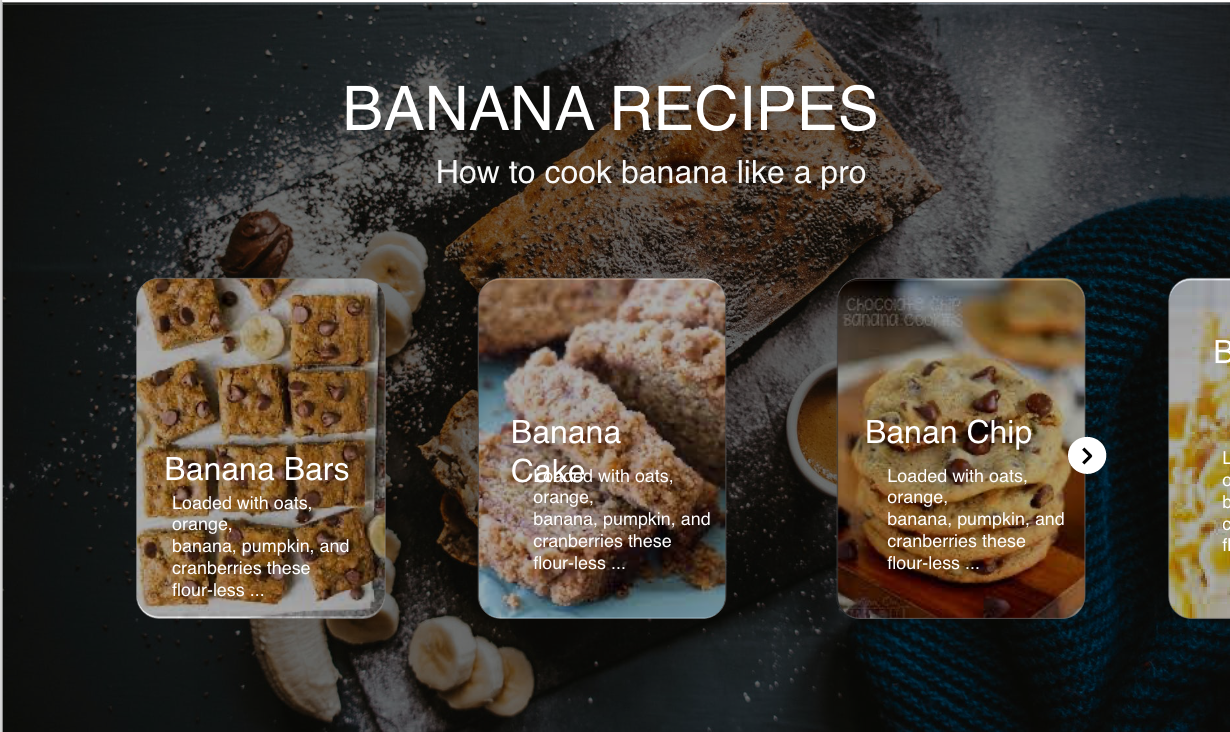 BANANA RECIPES
How to cook banana like a pro
Banana Bars
Loaded with oats,
orange,
banana, pumpkin, and
cranberries these
flour-less ...
Banana
Cake
Loaded with oats,
orange,
banana, pumpkin, and
cranberries these
flour-less ...
Chocolate Chip
Banana Cookies
Banan Chip
Loaded with oats,
orange,
banana, pumpkin, and
cranberries these
flour-less ...
B